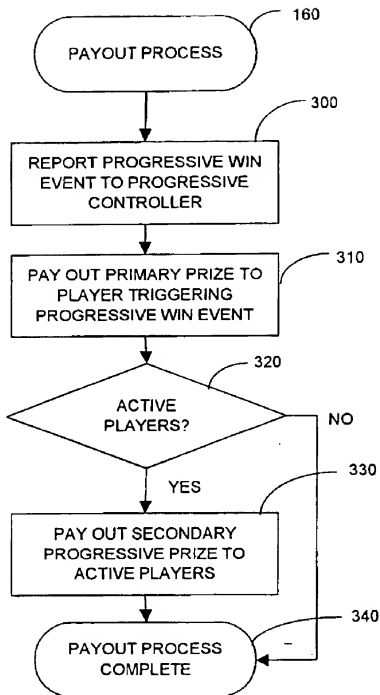 160
PAYOUT PROCESS
300
REPORT PROGRESSIVE WIN
EVENT TO PROGRESSIVE
CONTROLLER
310
PAY OUT PRIMARY PRIZE TO
PLAYER TRIGGERING
PROGRESSIVE WIN EVENT
320
ACTIVE
PLAYERS?
NO
YES
330
PAY OUT SECONDARY
PROGRESSIVE PRIZE TO
ACTIVE PLAYERS
340
PAYOUT PROCESS
COMPLETE